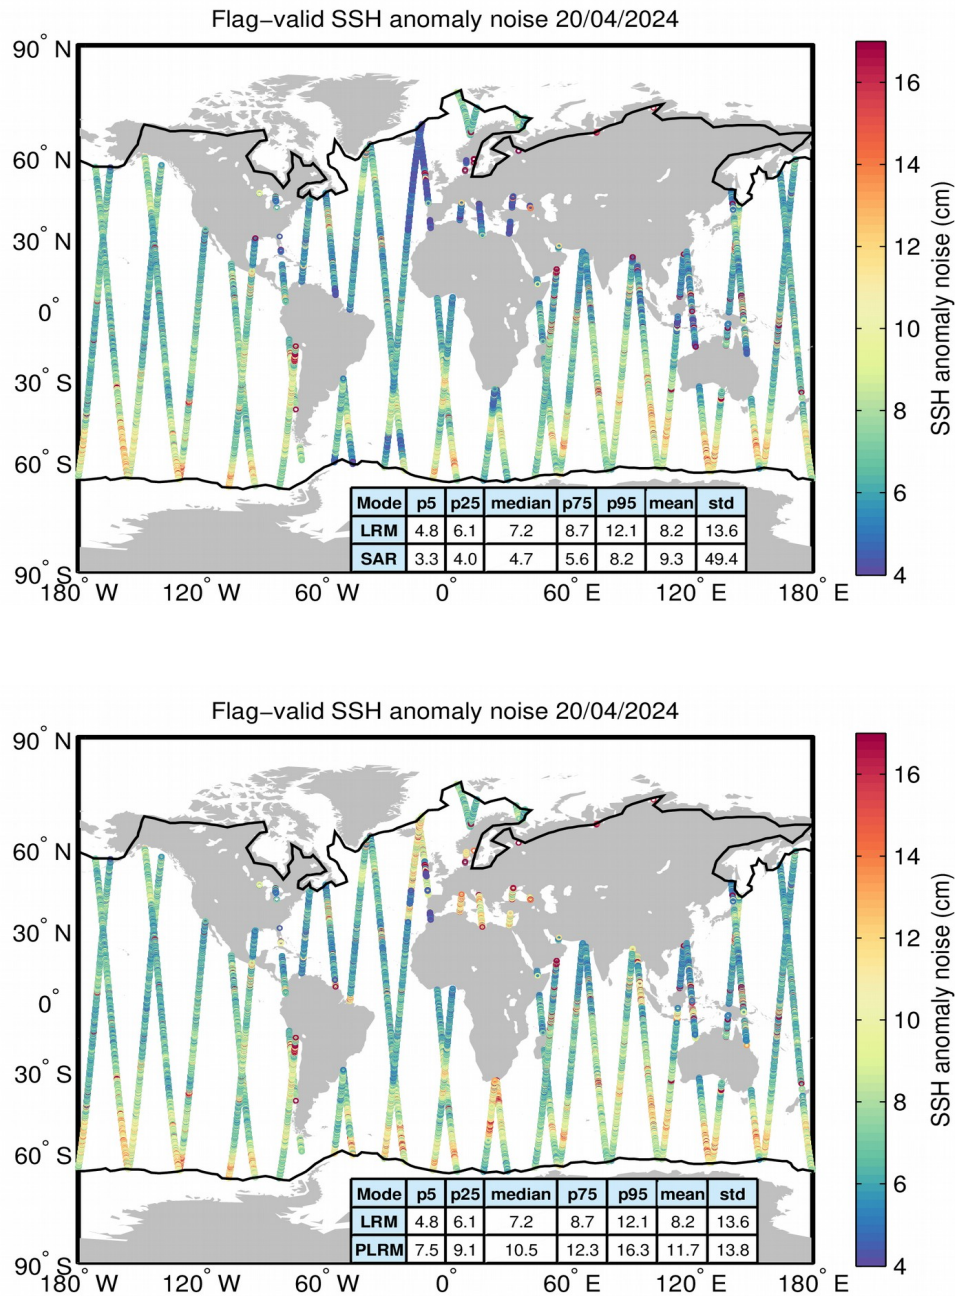 Flag−valid SSH anomaly noise 20/04/2024
90° N
60° N
30° N
0°
30° S
60° S
90° S
180° W
120° W
60° W
0°
60° E
120° E
180° E
Mode p5 p25 median p75 p95 mean std
LRM 4.8 6.1 7.2 8.7 12.1 8.2 13.6
SAR 3.3 4.0 4.7 5.6 8.2 9.3 49.4
16
14
12
10
8
6
4
SSH anomaly noise (cm)
Flag−valid SSH anomaly noise 20/04/2024
90° N
60° N
30° N
0°
30° S
60° S
90° S
180° W
120° W
60° W
0°
60° E
120° E
180° E
Mode p5 p25 median p75 p95 mean std
LRM 4.8 6.1 7.2 8.7 12.1 8.2 13.6
PLRM 7.5 9.1 10.5 12.3 16.3 11.7 13.8
16
14
12
10
8
6
4
SSH anomaly noise (cm)